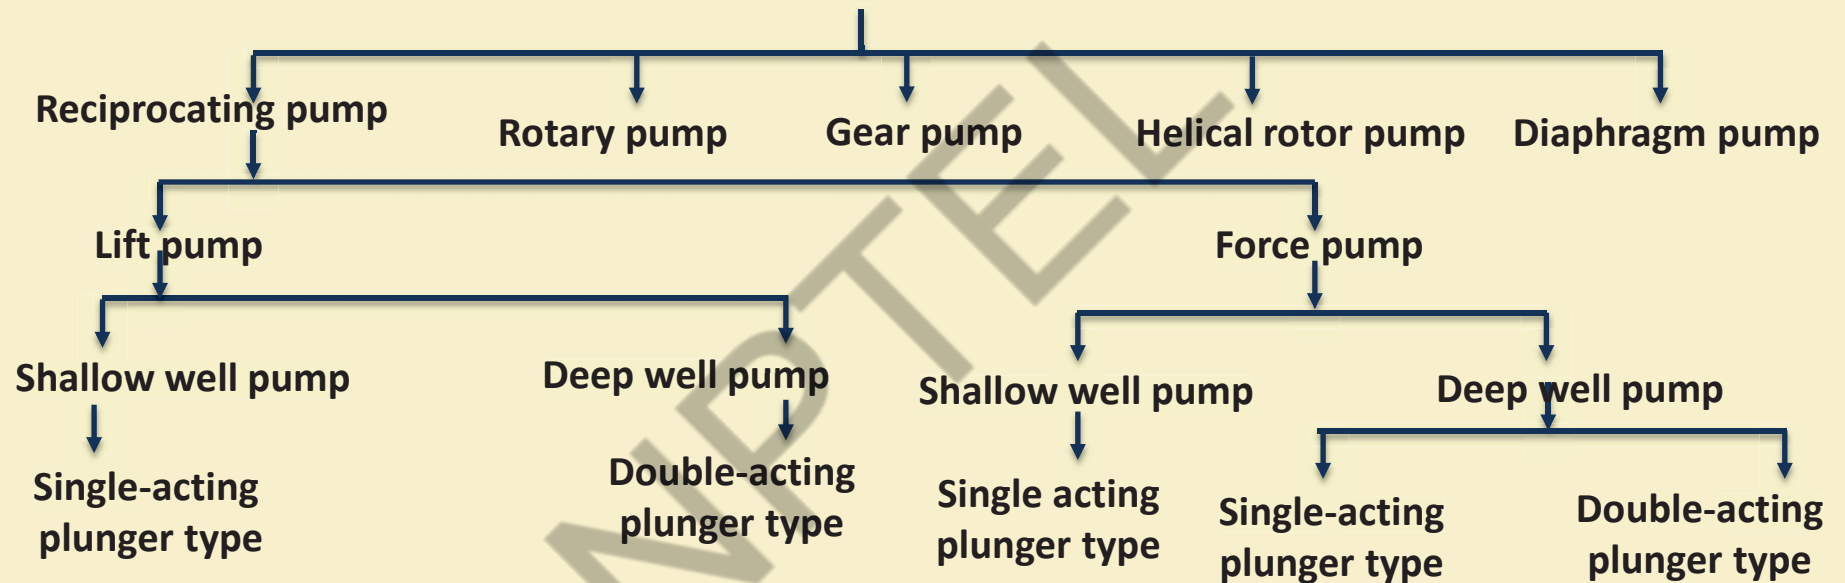 Reciprocating pump
Rotary pump
Gear pump
Helical rotor pump
Diaphragm pump
Lift pump
Force pump
Shallow well pump
Deep well pump
Shallow well pump
Deep well pump
Single-acting
plunger type
Double-acting
plunger type
Single acting
plunger type
Single-acting
plunger type
Double-acting
plunger type
NPTEL